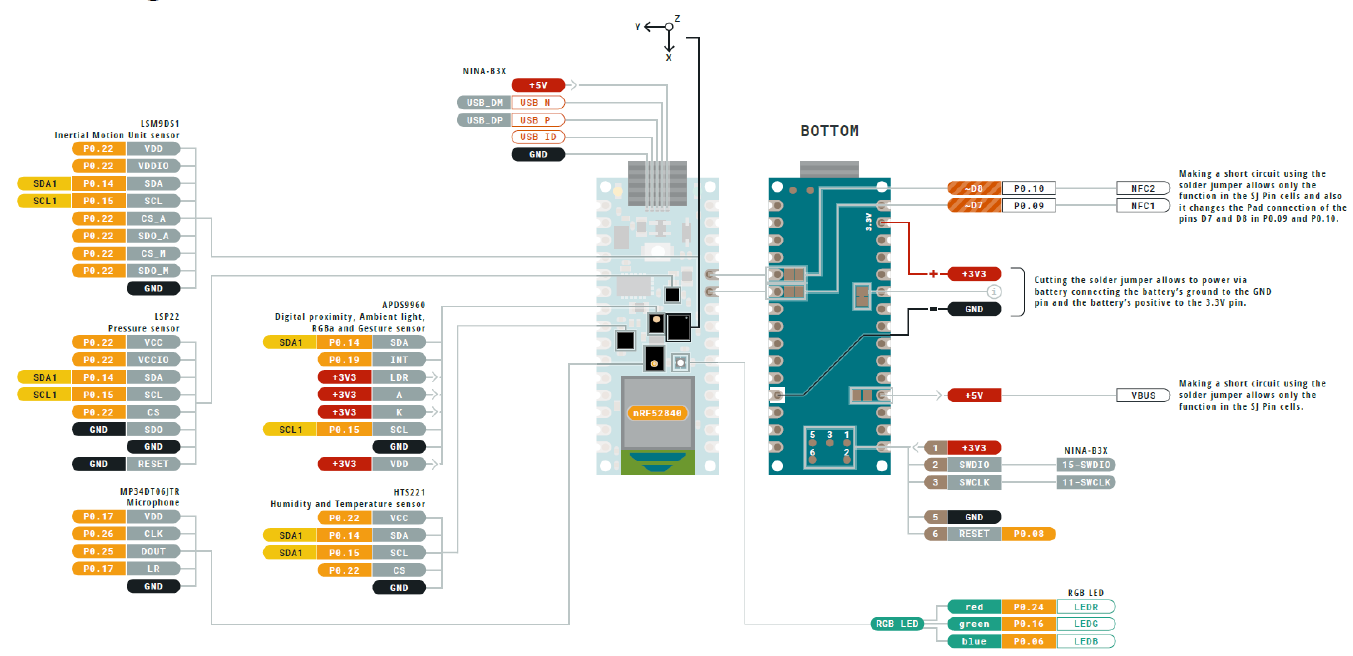 Z
Y
X
NINA-B3X
+5V
USB_DM USB N
USB_DP USB P
USB ID
GND
LSM9DS1
Inertial Motion Unit sensor
P0.22 VDD
P0.22 VDDIO
SDA1 P0.14 SDA
SCL1 P0.15 SCL
P0.22 CS_A
P0.22 SDO_A
P0.22 CS_M
P0.22 SDO_M
GND
LSP22
Pressure sensor
P0.22 VCC
P0.22 VCCIO
SDA1 P0.14 SDA
SCL1 P0.15 SCL
P0.22 CS
GND SDO
GND
GND RESET
MP34DT06JTR
Microphone
P0.17 VDD
P0.26 CLK
P0.25 DOUT
P0.17 LR
GND
APDS9960
Digital proximity, Ambient light,
RGBa and Gesture sensor
SDA1 P0.14 SDA
P0.19 INT
+3V3 LDR
+3V3 A
+3V3 K
SCL1 P0.15 SCL
GND
+3V3 VDD
HTS221
Humidity and Temperature sensor
P0.22 VCC
SDA1 P0.14 SDA
SDA1 P0.15 SCL
P0.22 CS
GND
nRF52840
BOTTOM
3.3V
5 3 1
6 2
~D8 P0.10 NFC2
~D7 P0.09 NFC1
Making a short circuit using the
solder jumper allows only the
function in the SJ Pin cells and also
it changes the Pad connection of the
pins D7 and D8 in P0.09 and P0.10.
+ +3V3
i
- GND
Cutting the solder jumper allows to power via
battery connecting the battery's ground to the GND
pin and the battery's positive to the 3.3V pin.
+5V VBUS
Making a short circuit using the
solder jumper allows only the
function in the SJ Pin cells.
1 +3V3
NINA-B3X
2 SWDIO 15-SWDIO
3 SWCLK 11-SWCLK
5 GND
6 RESET P0.08
RGB LED
RGB LED
red P0.24 LEDR
green P0.16 LEDG
blue P0.06 LEDB